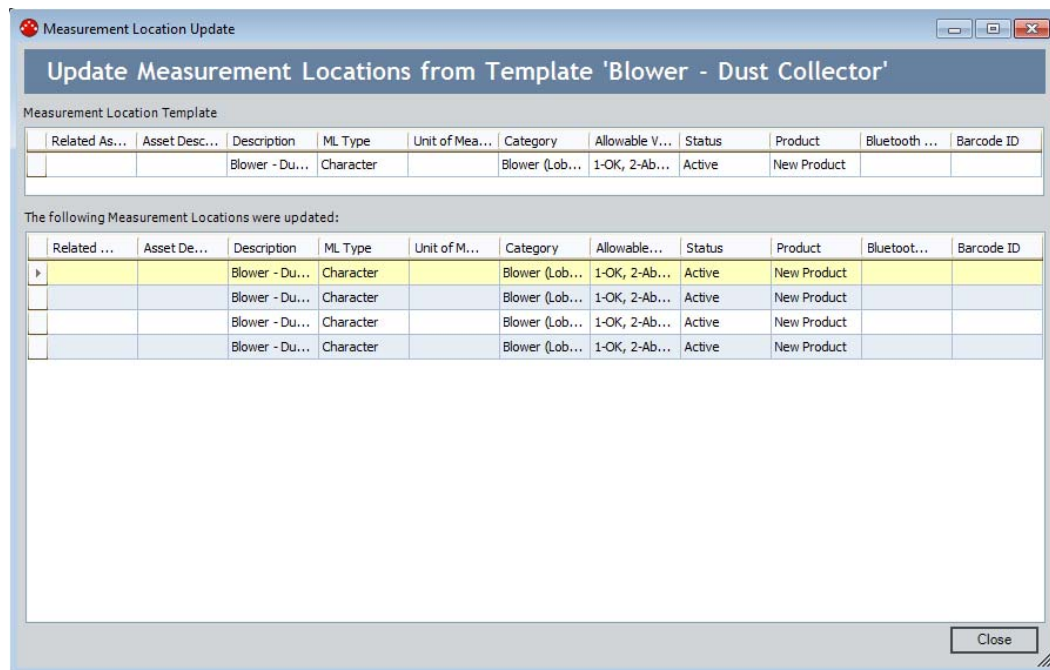 Measurement Location Update
Update Measurement Locations from Template 'Blower - Dust Collector'
Measurement Location Template
Related As... Asset Desc... Description ML Type Unit of Mea... Category Allowable V... Status Product Bluetooth ... Barcode ID
Blower - Du... Character Blower (Lob... 1-OK, 2-Ab... Active New Product
The following Measurement Locations were updated:
Related ... Asset De... Description ML Type Unit of M... Category Allowable... Status Product Bluetoot... Barcode ID
Blower - Du... Character Blower (Lob... 1-OK, 2-Ab... Active New Product
Blower - Du... Character Blower (Lob... 1-OK, 2-Ab... Active New Product
Blower - Du... Character Blower (Lob... 1-OK, 2-Ab... Active New Product
Blower - Du... Character Blower (Lob... 1-OK, 2-Ab... Active New Product
Close